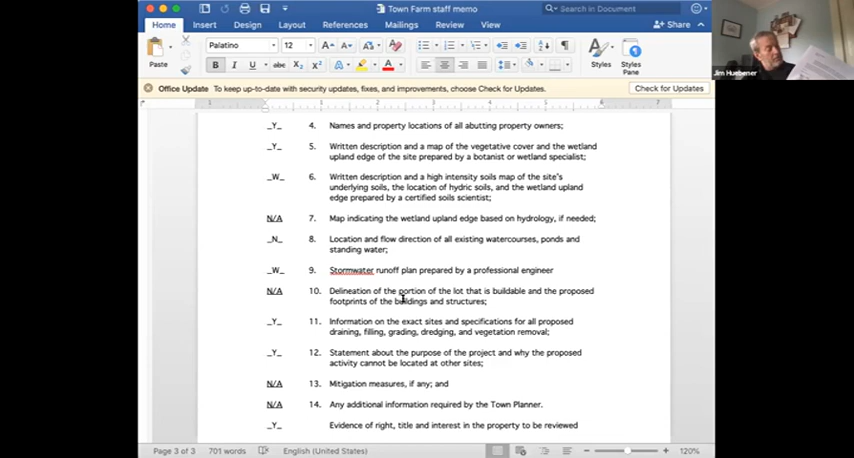 Town Farm staff memo
Search in Document
Home Insert Design Layout References Mailings Review View Share
Paste Palatino 12 Styles Styles Pane
B I U abc X₂ X² A A
Office Update To keep up-to-date with security updates, fixes, and improvements, choose Check for Updates. Check for Updates
Jim Huebener
1 1 2 3 4 5 6 7
_Y_ 4. Names and property locations of all abutting property owners;
_Y_ 5. Written description and a map of the vegetative cover and the wetland
upland edge of the site prepared by a botanist or wetland specialist;
_W_ 6. Written description and a high intensity soils map of the site's
underlying soils, the location of hydric soils, and the wetland upland
edge prepared by a certified soils scientist;
N/A 7. Map indicating the wetland upland edge based on hydrology, if needed;
_N_ 8. Location and flow direction of all existing watercourses, ponds and
standing water;
_W_ 9. Stormwater runoff plan prepared by a professional engineer
N/A 10. Delineation of the portion of the lot that is buildable and the proposed
footprints of the buildings and structures;
_Y_ 11. Information on the exact sites and specifications for all proposed
draining, filling, grading, dredging, and vegetation removal;
_Y_ 12. Statement about the purpose of the project and why the proposed
activity cannot be located at other sites;
N/A 13. Mitigation measures, if any; and
N/A 14. Any additional information required by the Town Planner.
_Y_ Evidence of right, title and interest in the property to be reviewed
Page 3 of 3 701 words English (United States) 120%